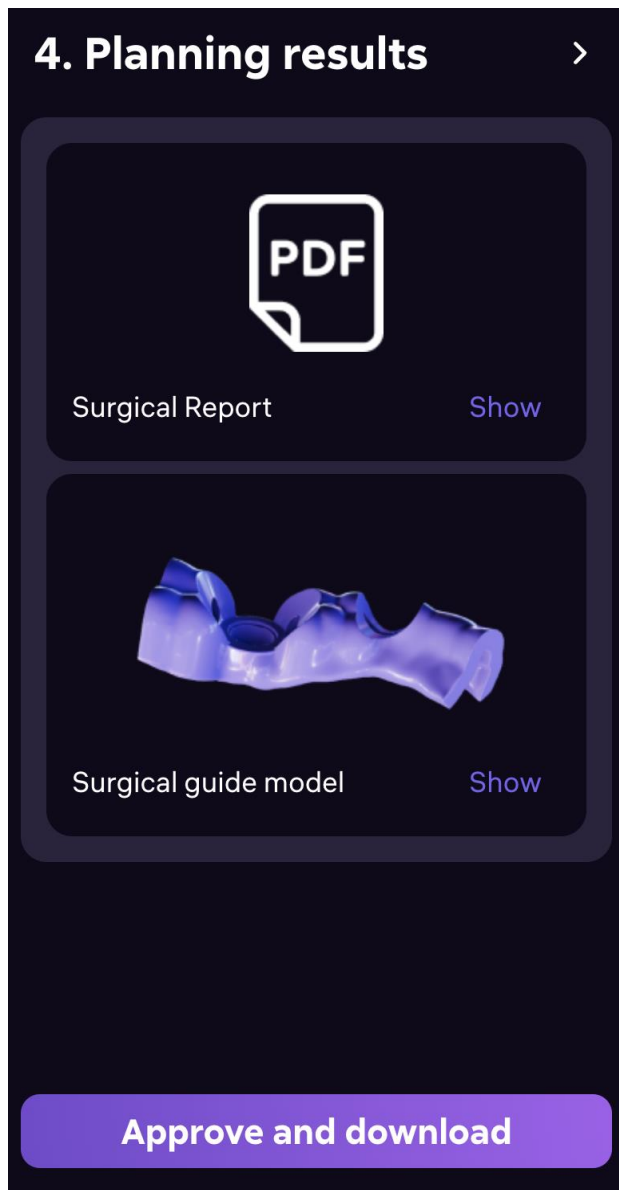 4. Planning results
PDF
Surgical Report Show
Surgical guide model Show
Approve and download